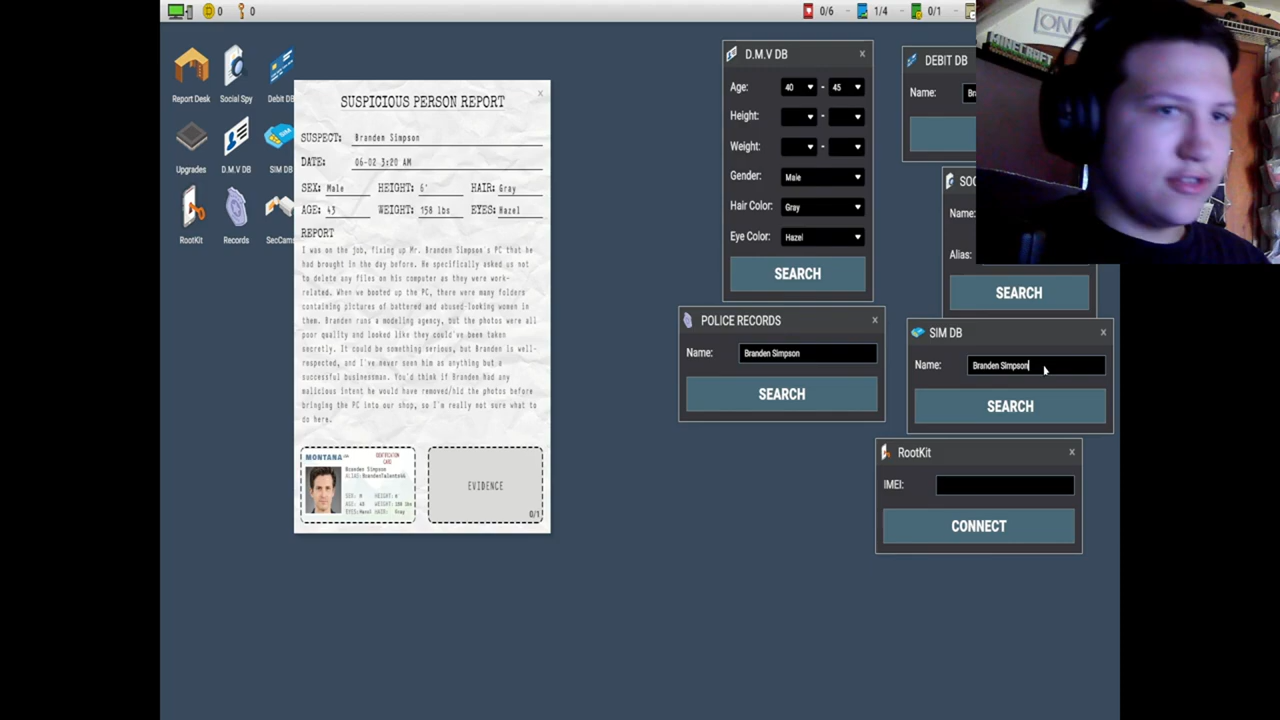 0
0
0/6
1/4
0/1
ON
MINECRAFT
Report Desk
Social Spy
Debit DB
Upgrades
D.M.V DB
SIM DB
RootKit
Records
SecCams
SUSPICIOUS PERSON REPORT
SUSPECT: Branden Simpson
DATE: 06-02 3:20 AM
SEX: Male HEIGHT: 6' HAIR: Gray
AGE: 43 WEIGHT: 158 lbs EYES: Hazel
REPORT
I was on the job, fixing up Mr. Branden Simpson's PC that he
had brought in the day before. He specifically asked us not
to delete any files on his computer as they were work-
related. When we booted up the PC, there were many folders
containing pictures of battered and abused-looking women in
them. Branden runs a modeling agency, but the photos were all
poor quality and looked like they could've been taken
secretly. It could be something serious, but Branden is well-
respected, and I've never seen him as anything but a
successful businessman. You'd think if Branden had any
malicious intent he would have removed/hid the photos before
bringing the PC into our shop, so I'm really not sure what to
do here.
MONTANA
IDENTIFICATION
CARD
Branden Simpson
EVIDENCE
0/1
D.M.V DB
Age: 40 - 45
Height: -
Weight: -
Gender: Male
Hair Color: Gray
Eye Color: Hazel
SEARCH
DEBIT DB
Name: Br
SOC
Name:
Alias:
SEARCH
POLICE RECORDS
Name: Branden Simpson
SEARCH
SIM DB
Name: Branden Simpson
SEARCH
RootKit
IMEI:
CONNECT